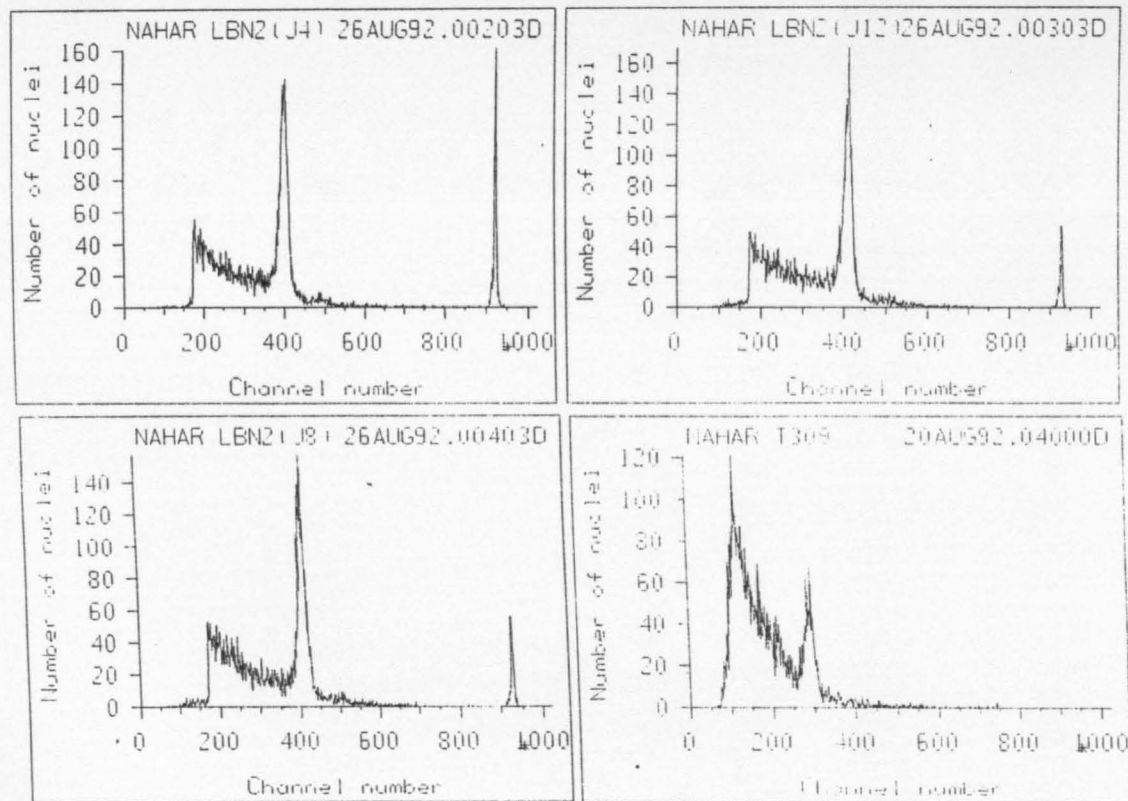 NAHAR LBN2(J4) 26AUG92.00203D
Number of nuclei
160
140
120
100
80
60
40
20
0
0 200 400 600 800 1000
Channel number
NAHAR LBN2(J12)26AUG92.00303D
Number of nuclei
160
140
120
100
80
60
40
20
0
0 200 400 600 800 1000
Channel number
NAHAR LBN2(J8) 26AUG92.00403D
Number of nuclei
140
120
100
80
60
40
20
0
0 200 400 600 800 1000
Channel number
NAHAR T309 20AUG92.04000D
Number of nuclei
120
100
80
60
40
20
0
0 200 400 600 800 1000
Channel number